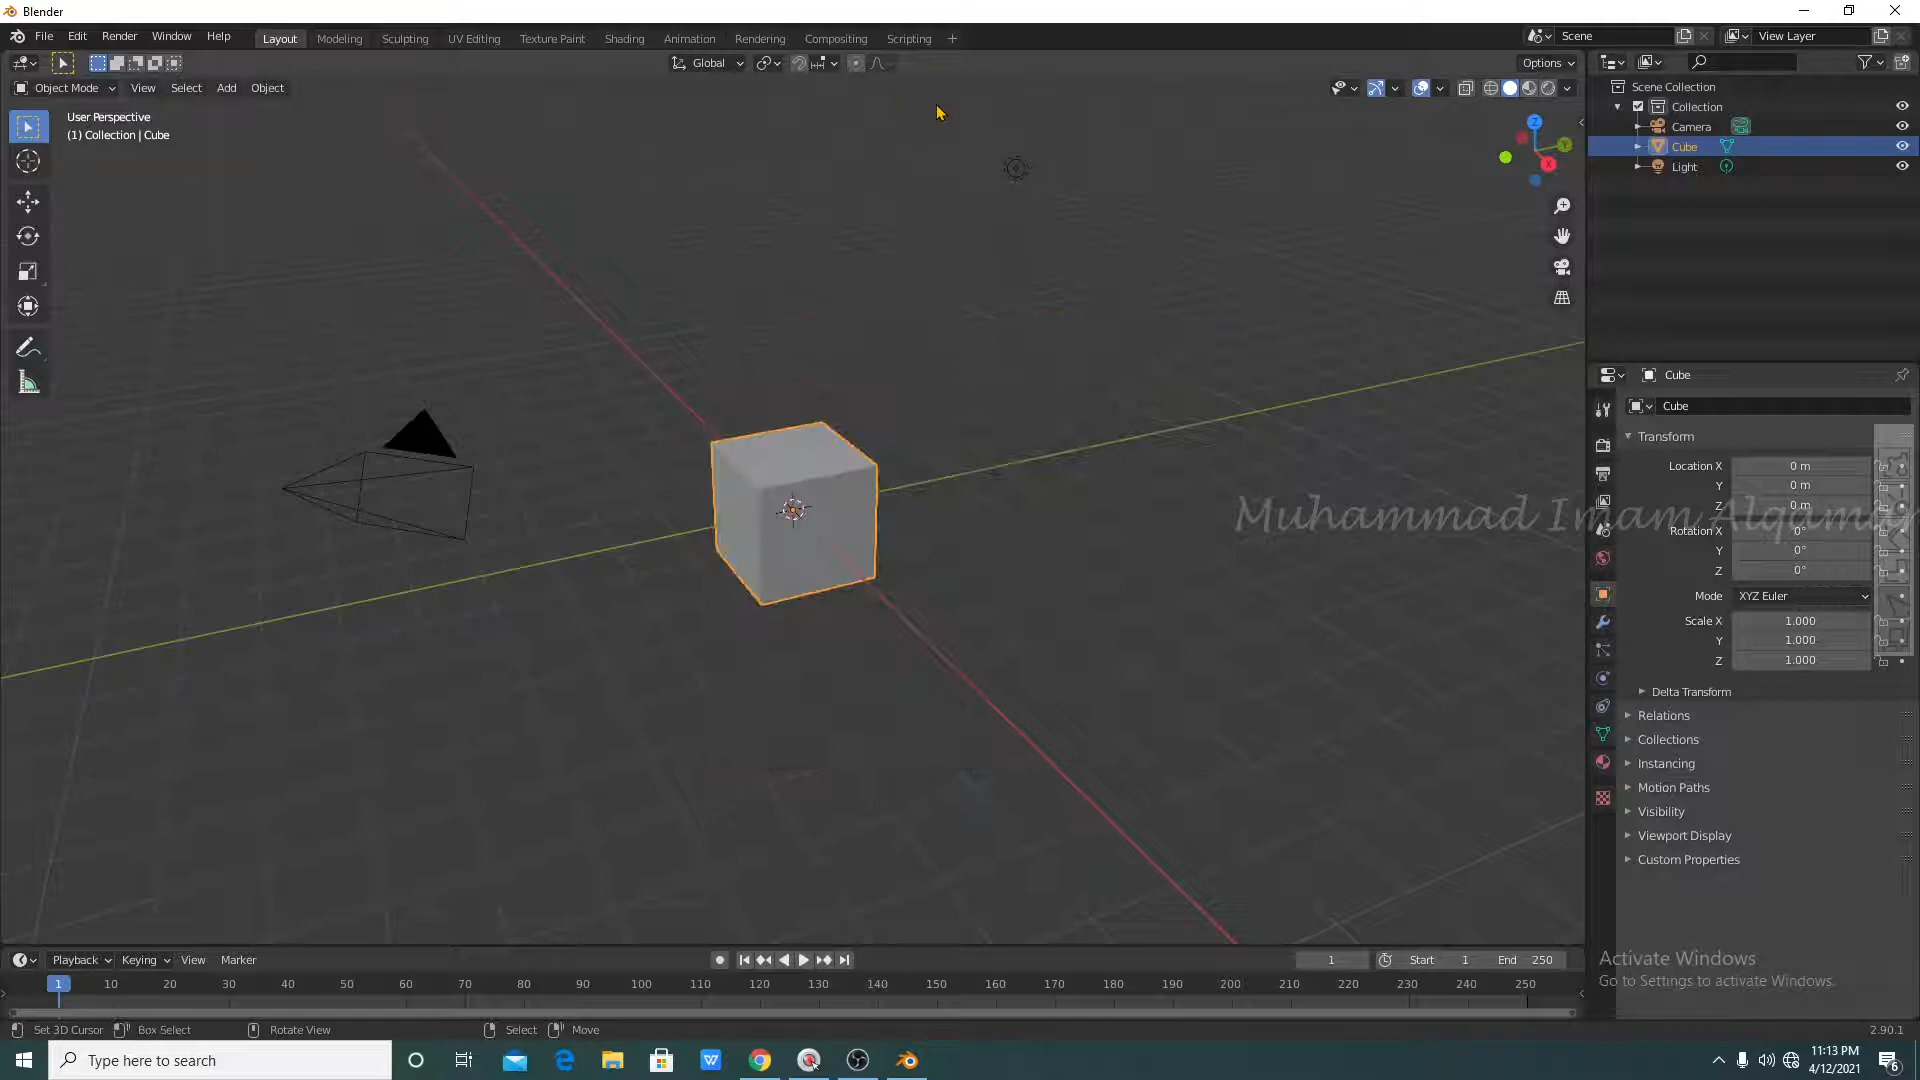 Blender
File Edit Render Window Help Layout Modeling Sculpting UV Editing Texture Paint Shading Animation Rendering Compositing Scripting + Scene View Layer
Global Options
Object Mode View Select Add Object
User Perspective
(1) Collection | Cube
Z
Y
X
Scene Collection
Collection
Camera
Cube
Light
Cube
Cube
Transform
Location X 0 m
Y 0 m
Z 0 m
Muhammad Imam Alqamar
Rotation X 0°
Y 0°
Z 0°
Mode XYZ Euler
Scale X 1.000
Y 1.000
Z 1.000
Delta Transform
Relations
Collections
Instancing
Motion Paths
Visibility
Viewport Display
Custom Properties
Activate Windows
Go to Settings to activate Windows.
Playback Keying View Marker 1 Start 1 End 250
1 10 20 30 40 50 60 70 80 90 100 110 120 130 140 150 160 170 180 190 200 210 220 230 240 250
Set 3D Cursor Box Select Rotate View Select Move 2.90.1
Type here to search
11:13 PM
4/12/2021
6